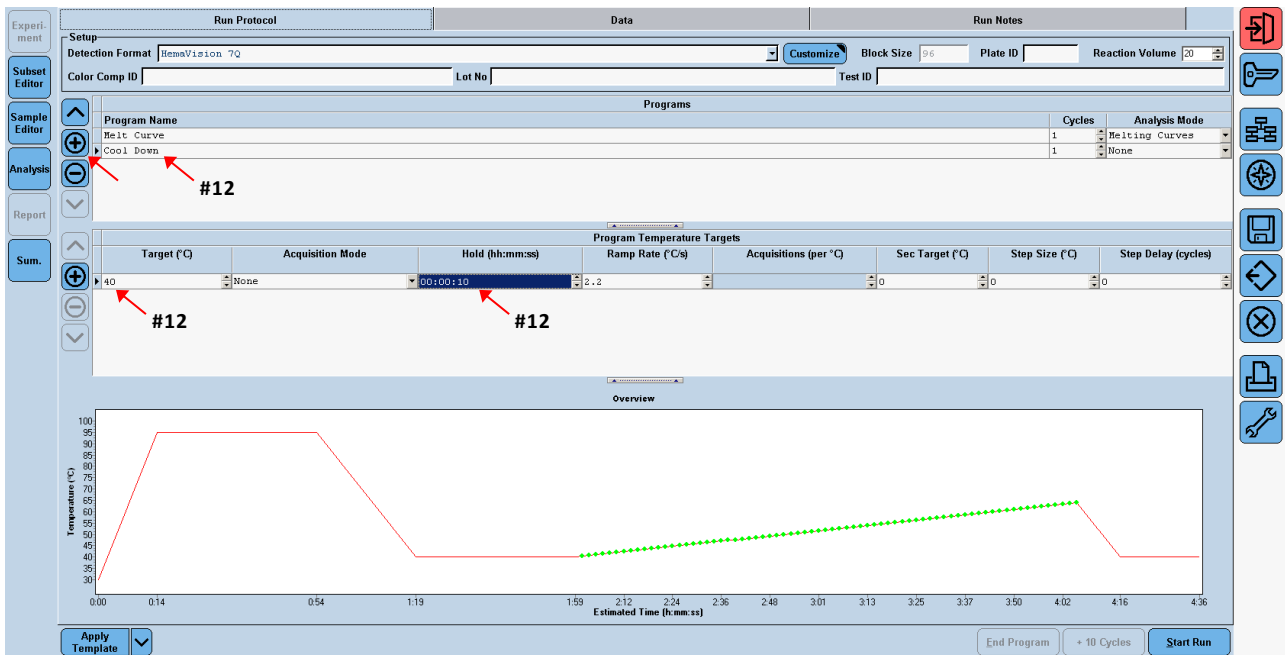 Experi-
ment
Subset
Editor
Sample
Editor
Analysis
Report
Sum.
Run Protocol
Data
Run Notes
Setup
Detection Format HemaVision 7Q Customize Block Size 96 Plate ID Reaction Volume 20
Color Comp ID Lot No Test ID
Programs
Program Name Cycles Analysis Mode
Melt Curve 1 Melting Curves
Cool Down 1 None
#12
Program Temperature Targets
Target (°C) Acquisition Mode Hold (hh:mm:ss) Ramp Rate (°C/s) Acquisitions (per °C) Sec Target (°C) Step Size (°C) Step Delay (cycles)
40 None 00:00:10 2.2 0 0 0
#12 #12
Overview
Temperature (°C)
100
95
90
85
80
75
70
65
60
55
50
45
40
35
30
0:00 0:14 0:54 1:19 1:59 2:12 2:24 2:36 2:48 3:01 3:13 3:25 3:37 3:50 4:02 4:16 4:36
Estimated Time (h:mm:ss)
Apply
Template
End Program + 10 Cycles Start Run